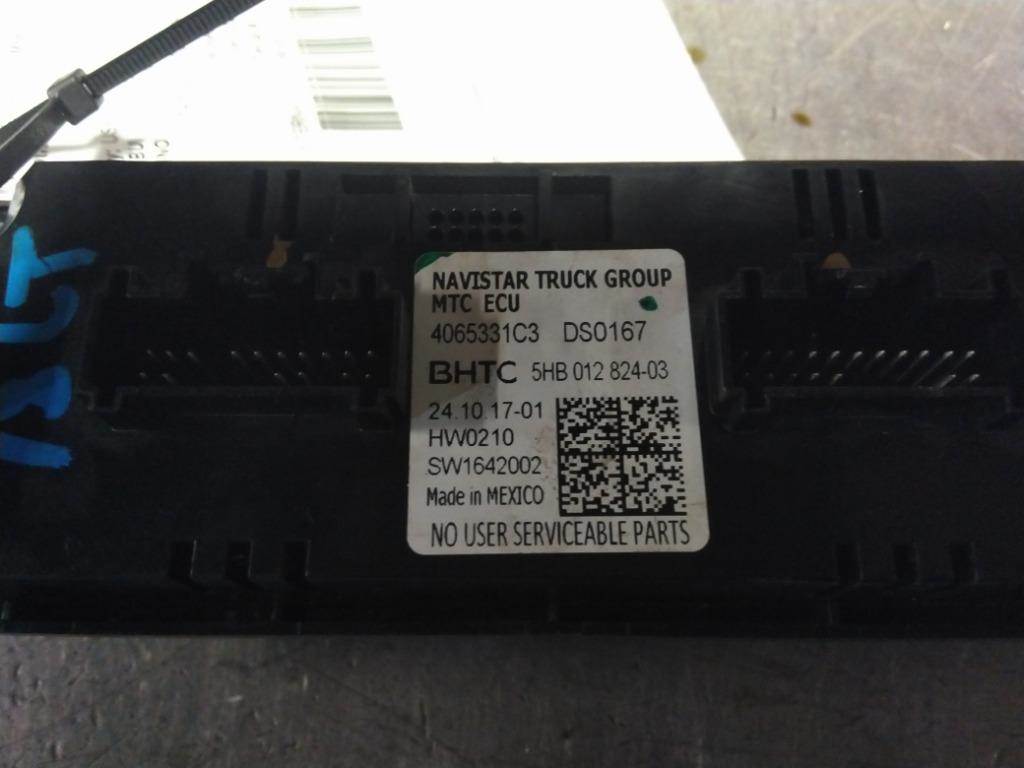 NAVISTAR TRUCK GROUP
MTC ECU
4065331C3 DS0167
BHTC 5HB 012 824-03
24.10.17-01
HW0210
SW1642002
Made in MEXICO
NO USER SERVICEABLE PARTS